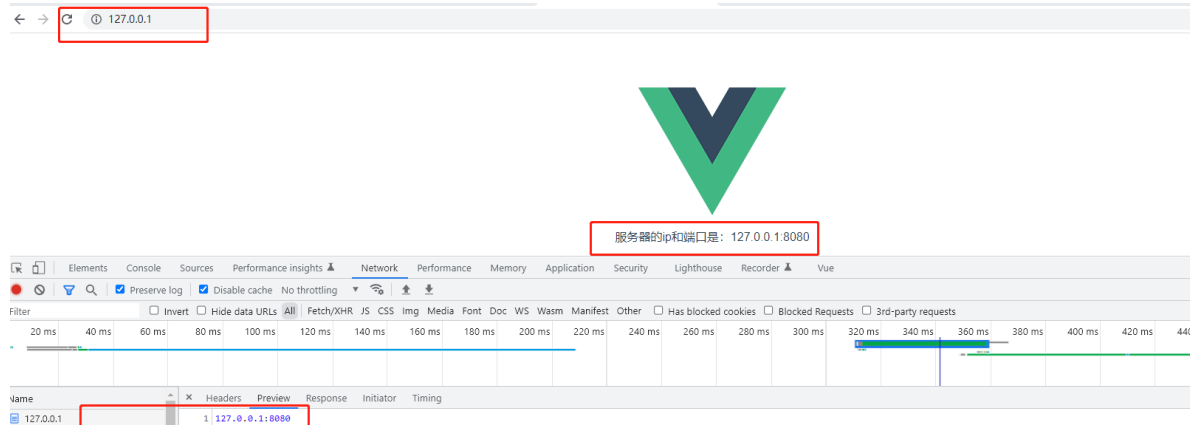 127.0.0.1
服务器的ip和端口是：127.0.0.1:8080
Elements Console Sources Performance insights Network Performance Memory Application Security Lighthouse Recorder Vue
Preserve log Disable cache No throttling
Filter Invert Hide data URLs All Fetch/XHR JS CSS Img Media Font Doc WS Wasm Manifest Other Has blocked cookies Blocked Requests 3rd-party requests
20 ms 40 ms 60 ms 80 ms 100 ms 120 ms 140 ms 160 ms 180 ms 200 ms 220 ms 240 ms 260 ms 280 ms 300 ms 320 ms 340 ms 360 ms 380 ms 400 ms 420 ms 440
Name × Headers Preview Response Initiator Timing
127.0.0.1 1 127.0.0.1:8080